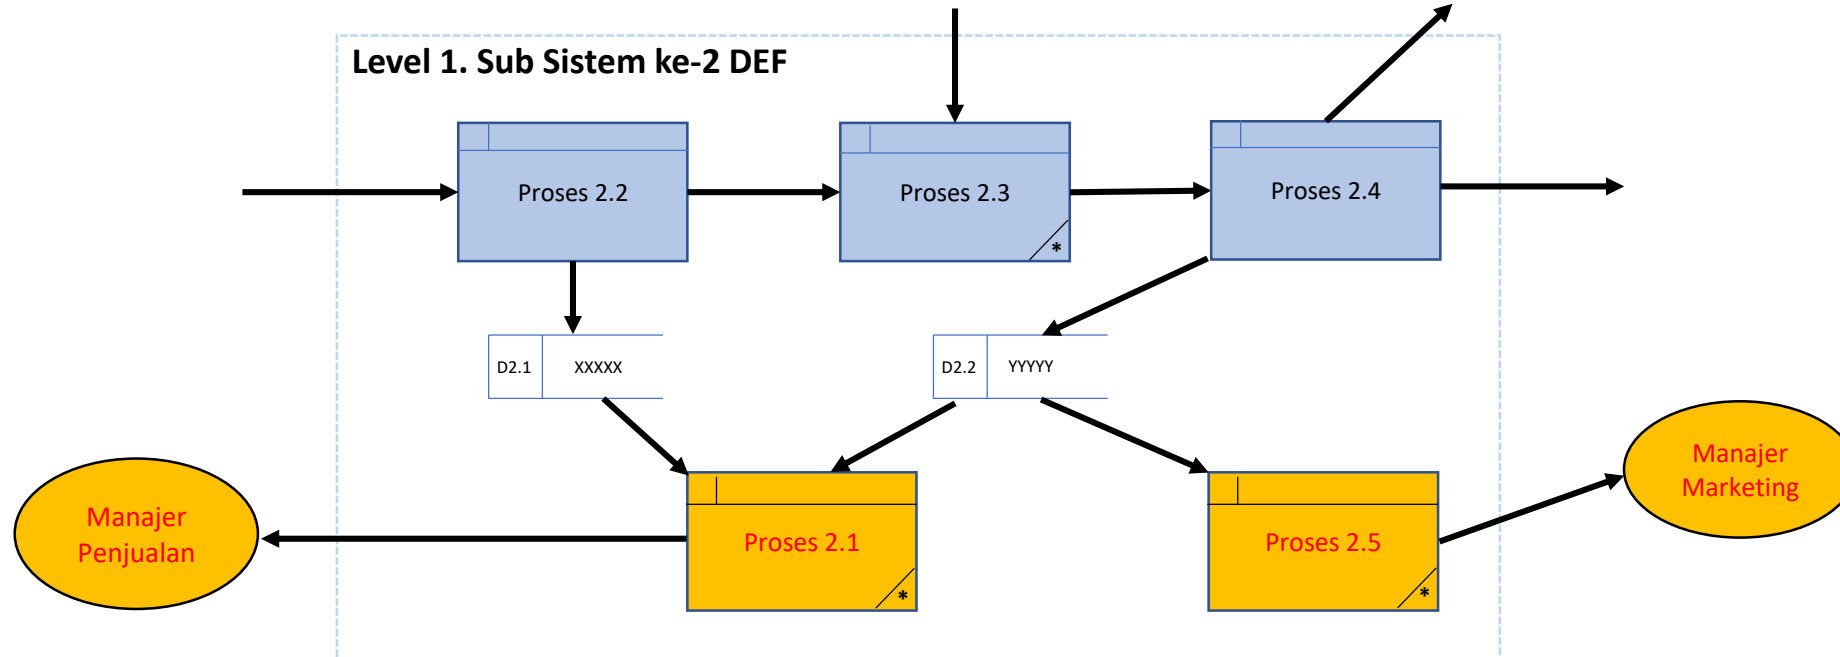 Level 1. Sub Sistem ke-2 DEF
Proses 2.2
Proses 2.3
*
Proses 2.4
D2.1
XXXXX
D2.2
YYYYY
Manajer
Penjualan
Proses 2.1
*
Proses 2.5
*
Manajer
Marketing